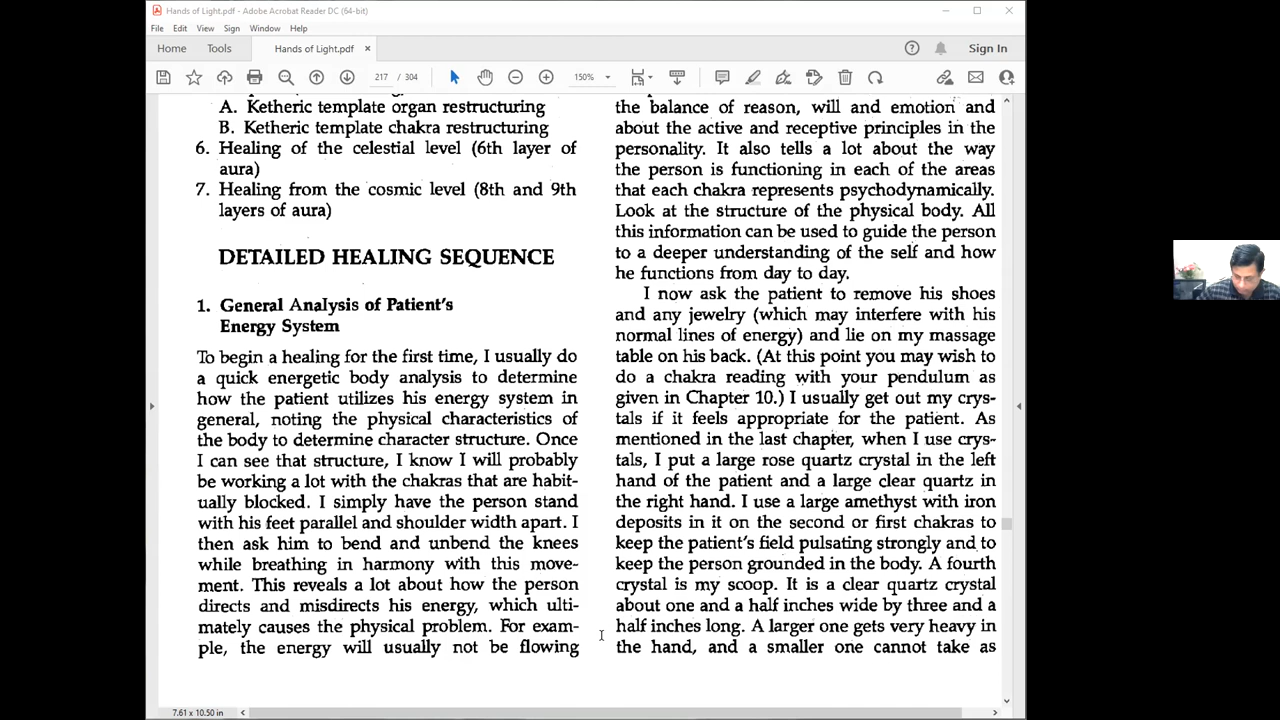 Hands of Light.pdf - Adobe Acrobat Reader DC (64-bit)
File Edit View Sign Window Help
Home Tools Hands of Light.pdf × Sign In
217 / 304 150%
A. Ketheric template organ restructuring
B. Ketheric template chakra restructuring
6. Healing of the celestial level (6th layer of
aura)
7. Healing from the cosmic level (8th and 9th
layers of aura)
DETAILED HEALING SEQUENCE
1. General Analysis of Patient's
Energy System
To begin a healing for the first time, I usually do
a quick energetic body analysis to determine
how the patient utilizes his energy system in
general, noting the physical characteristics of
the body to determine character structure. Once
I can see that structure, I know I will probably
be working a lot with the chakras that are habit-
ually blocked. I simply have the person stand
with his feet parallel and shoulder width apart. I
then ask him to bend and unbend the knees
while breathing in harmony with this move-
ment. This reveals a lot about how the person
directs and misdirects his energy, which ulti-
mately causes the physical problem. For exam-
ple, the energy will usually not be flowing
the balance of reason, will and emotion and
about the active and receptive principles in the
personality. It also tells a lot about the way
the person is functioning in each of the areas
that each chakra represents psychodynamically.
Look at the structure of the physical body. All
this information can be used to guide the person
to a deeper understanding of the self and how
he functions from day to day.
I now ask the patient to remove his shoes
and any jewelry (which may interfere with his
normal lines of energy) and lie on my massage
table on his back. (At this point you may wish to
do a chakra reading with your pendulum as
given in Chapter 10.) I usually get out my crys-
tals if it feels appropriate for the patient. As
mentioned in the last chapter, when I use crys-
tals, I put a large rose quartz crystal in the left
hand of the patient and a large clear quartz in
the right hand. I use a large amethyst with iron
deposits in it on the second or first chakras to
keep the patient's field pulsating strongly and to
keep the person grounded in the body. A fourth
crystal is my scoop. It is a clear quartz crystal
about one and a half inches wide by three and a
half inches long. A larger one gets very heavy in
the hand, and a smaller one cannot take as
7.61 x 10.50 in